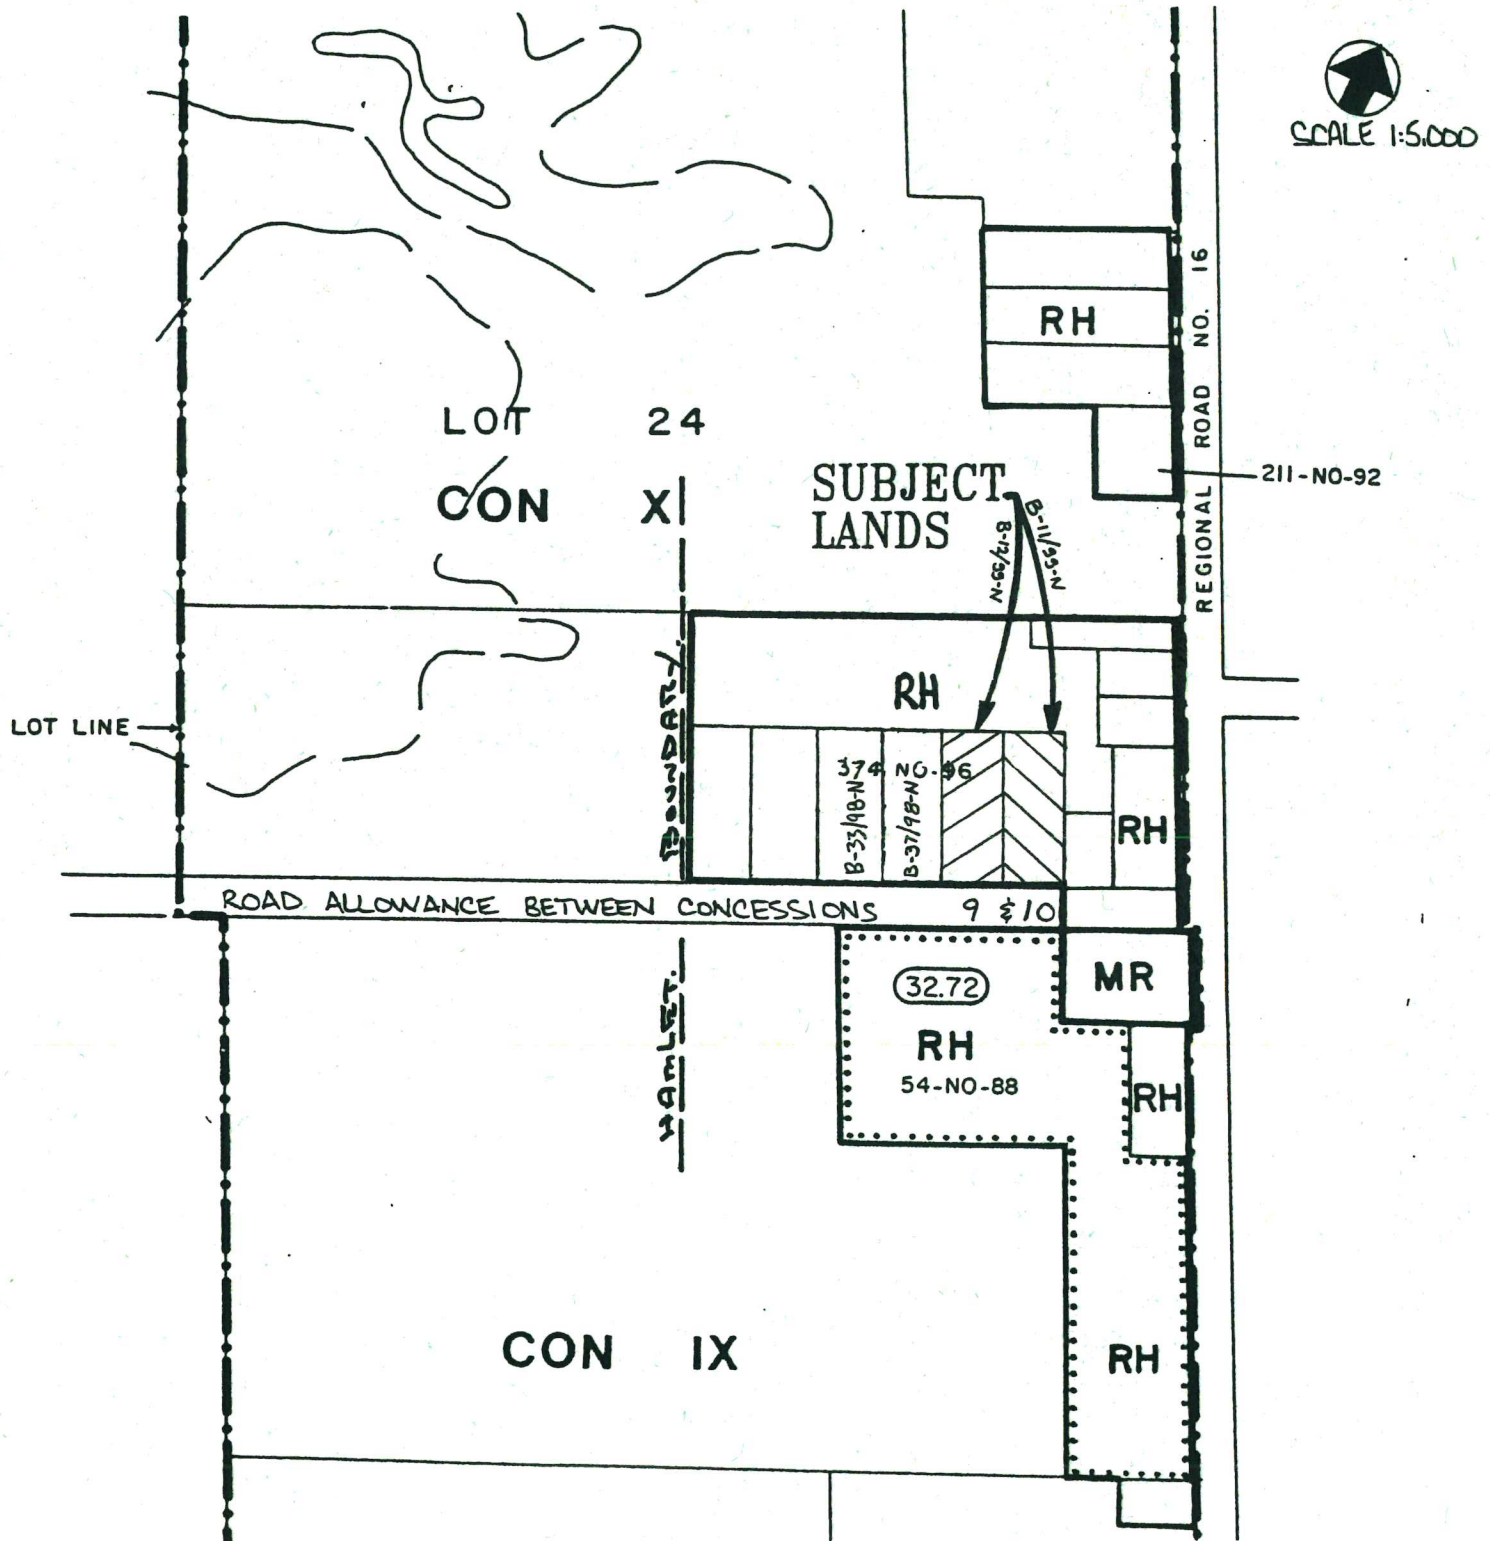 SCALE 1:5,000
REGIONAL ROAD NO. 16
RH
LOT 24
CON X
211-NO-92
SUBJECT
LANDS
B-11/99-N
B-12/99-N
RH
LOT LINE
BOUNDARY
374 NO-96
B-33/98-N
B-37/98-N
RH
ROAD ALLOWANCE BETWEEN CONCESSIONS 9 & 10
HAMLET
32.72
MR
RH
54-NO-88
RH
CON IX
RH